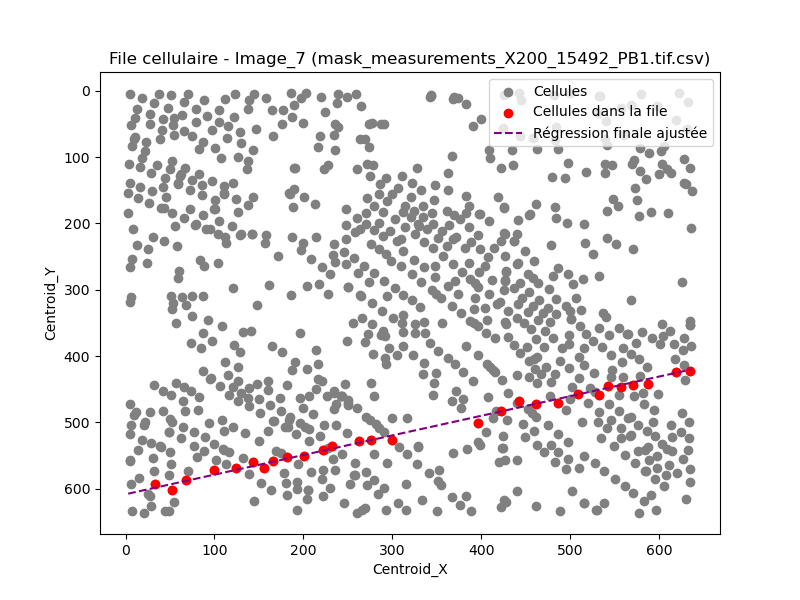 File cellulaire - Image_7 (mask_measurements_X200_15492_PB1.tif.csv)
Cellules
Cellules dans la file
Régression finale ajustée
0
100
200
300
400
500
600
Centroid_Y
0 100 200 300 400 500 600
Centroid_X